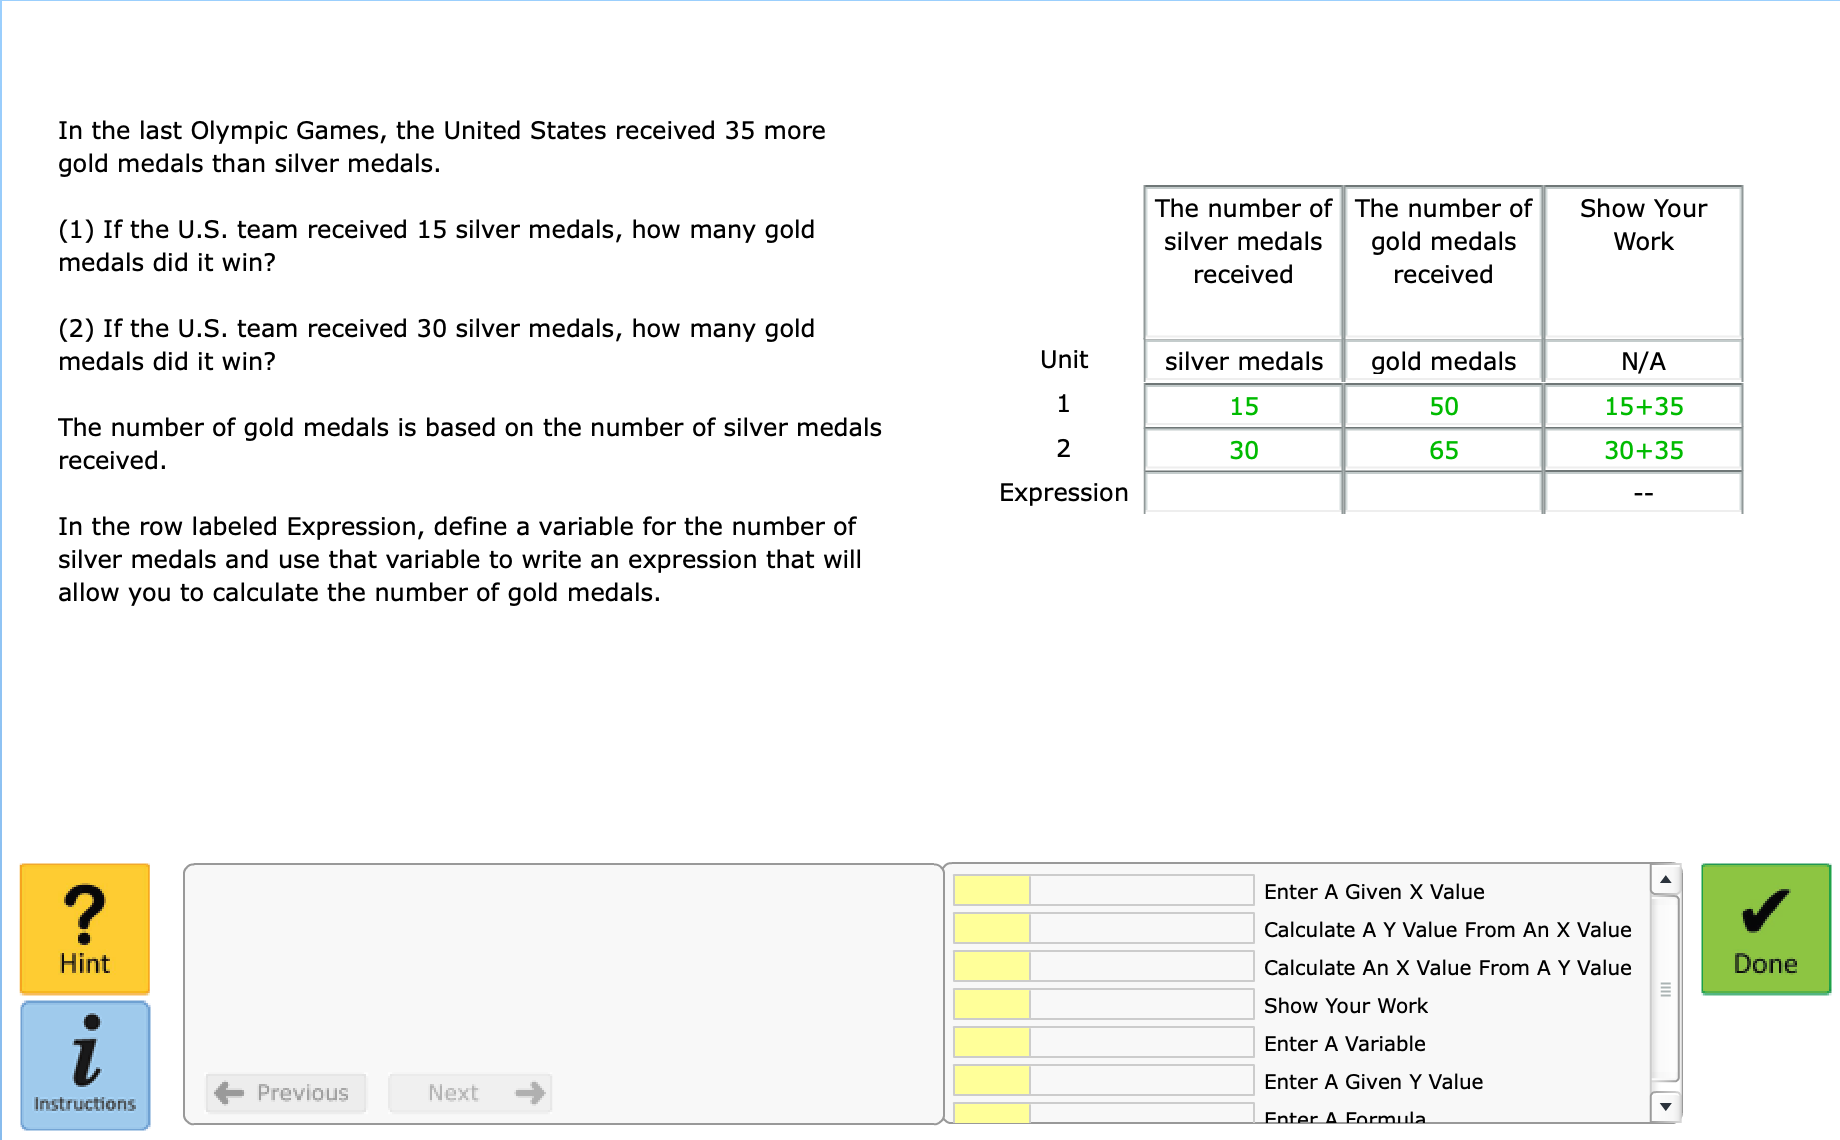 In the last Olympic Games, the United States received 35 more
gold medals than silver medals.
(1) If the U.S. team received 15 silver medals, how many gold
medals did it win?
(2) If the U.S. team received 30 silver medals, how many gold
medals did it win?
The number of gold medals is based on the number of silver medals
received.
In the row labeled Expression, define a variable for the number of
silver medals and use that variable to write an expression that will
allow you to calculate the number of gold medals.
The number of silver medals received
The number of gold medals received
Show Your Work
Unit silver medals gold medals N/A
1 15 50 15+35
2 30 65 30+35
Expression --
? Hint
i Instructions
Previous Next
Enter A Given X Value
Calculate A Y Value From An X Value
Calculate An X Value From A Y Value
Show Your Work
Enter A Variable
Enter A Given Y Value
Enter A Formula
Done